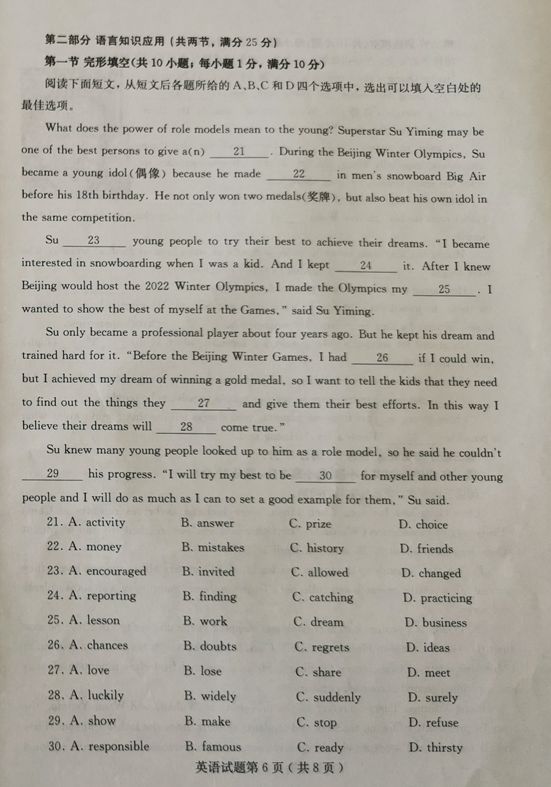 第二部分 语言知识应用(共两节,满分25分)
第一节 完形填空(共10小题;每小题1分,满分10分)
阅读下面短文,从短文后各题所给的A、B、C和D四个选项中,选出可以填入空白处的
最佳选项。
What does the power of role models mean to the young? Superstar Su Yiming may be
one of the best persons to give a(n) 21 . During the Beijing Winter Olympics, Su
became a young idol(偶像) because he made 22 in men's snowboard Big Air
before his 18th birthday. He not only won two medals(奖牌), but also beat his own idol in
the same competition.
Su 23 young people to try their best to achieve their dreams. “I became
interested in snowboarding when I was a kid. And I kept 24 it. After I knew
Beijing would host the 2022 Winter Olympics, I made the Olympics my 25 . I
wanted to show the best of myself at the Games,” said Su Yiming.
Su only became a professional player about four years ago. But he kept his dream and
trained hard for it. “Before the Beijing Winter Games, I had 26 if I could win,
but I achieved my dream of winning a gold medal, so I want to tell the kids that they need
to find out the things they 27 and give them their best efforts. In this way I
believe their dreams will 28 come true.”
Su knew many young people looked up to him as a role model, so he said he couldn't
29 his progress. “I will try my best to be 30 for myself and other young
people and I will do as much as I can to set a good example for them,” Su said.
21. A. activity B. answer C. prize D. choice
22. A. money B. mistakes C. history D. friends
23. A. encouraged B. invited C. allowed D. changed
24. A. reporting B. finding C. catching D. practicing
25. A. lesson B. work C. dream D. business
26. A. chances B. doubts C. regrets D. ideas
27. A. love B. lose C. share D. meet
28. A. luckily B. widely C. suddenly D. surely
29. A. show B. make C. stop D. refuse
30. A. responsible B. famous C. ready D. thirsty
英语试题第6页(共8页)